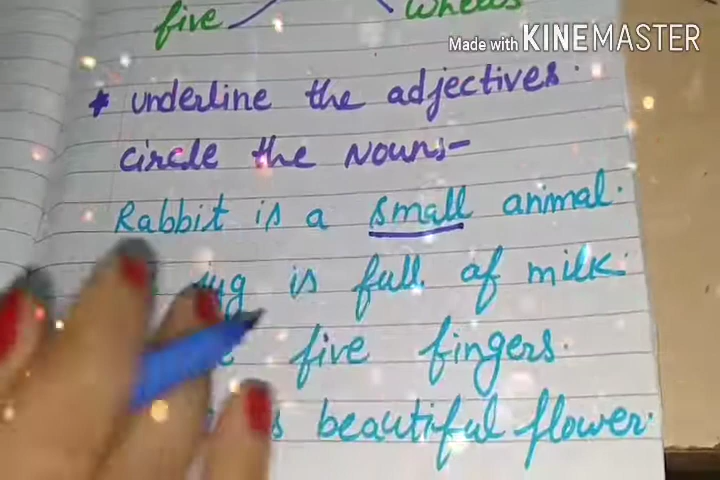 five wheels
Made with KINEMASTER
* underline the adjectives.
circle the Nouns-
Rabbit is a small animal.
is full of milk.
five fingers.
beautiful flower.